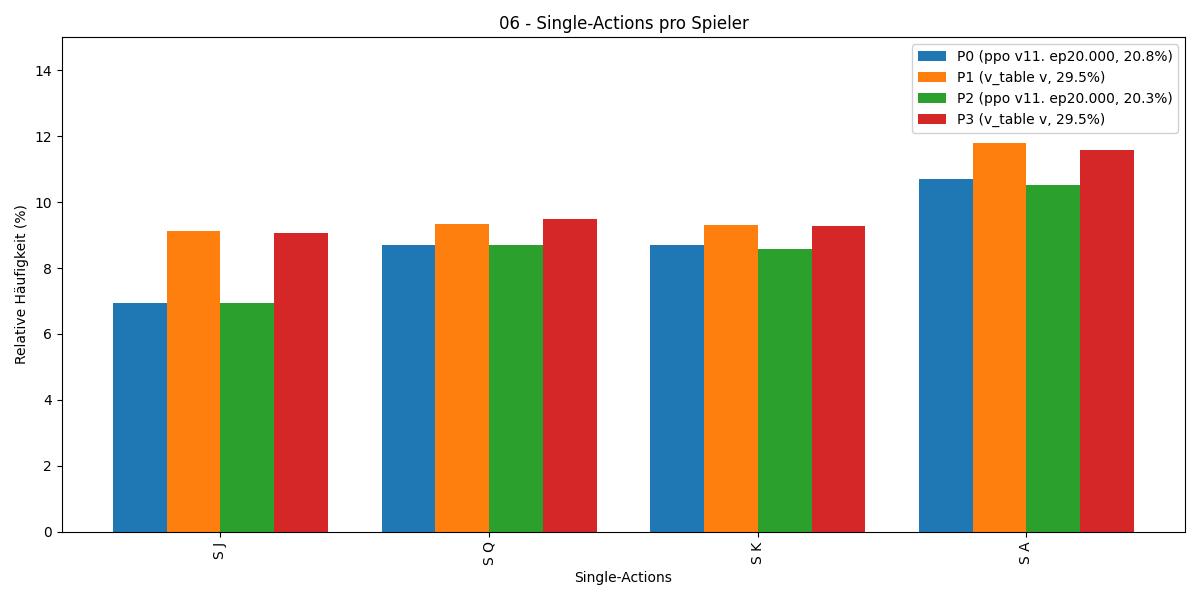 06 - Single-Actions pro Spieler
P0 (ppo v11. ep20.000, 20.8%)
P1 (v_table v, 29.5%)
P2 (ppo v11. ep20.000, 20.3%)
P3 (v_table v, 29.5%)
Relative Häufigkeit (%)
14
12
10
8
6
4
2
0
S J
S Q
S K
S A
Single-Actions